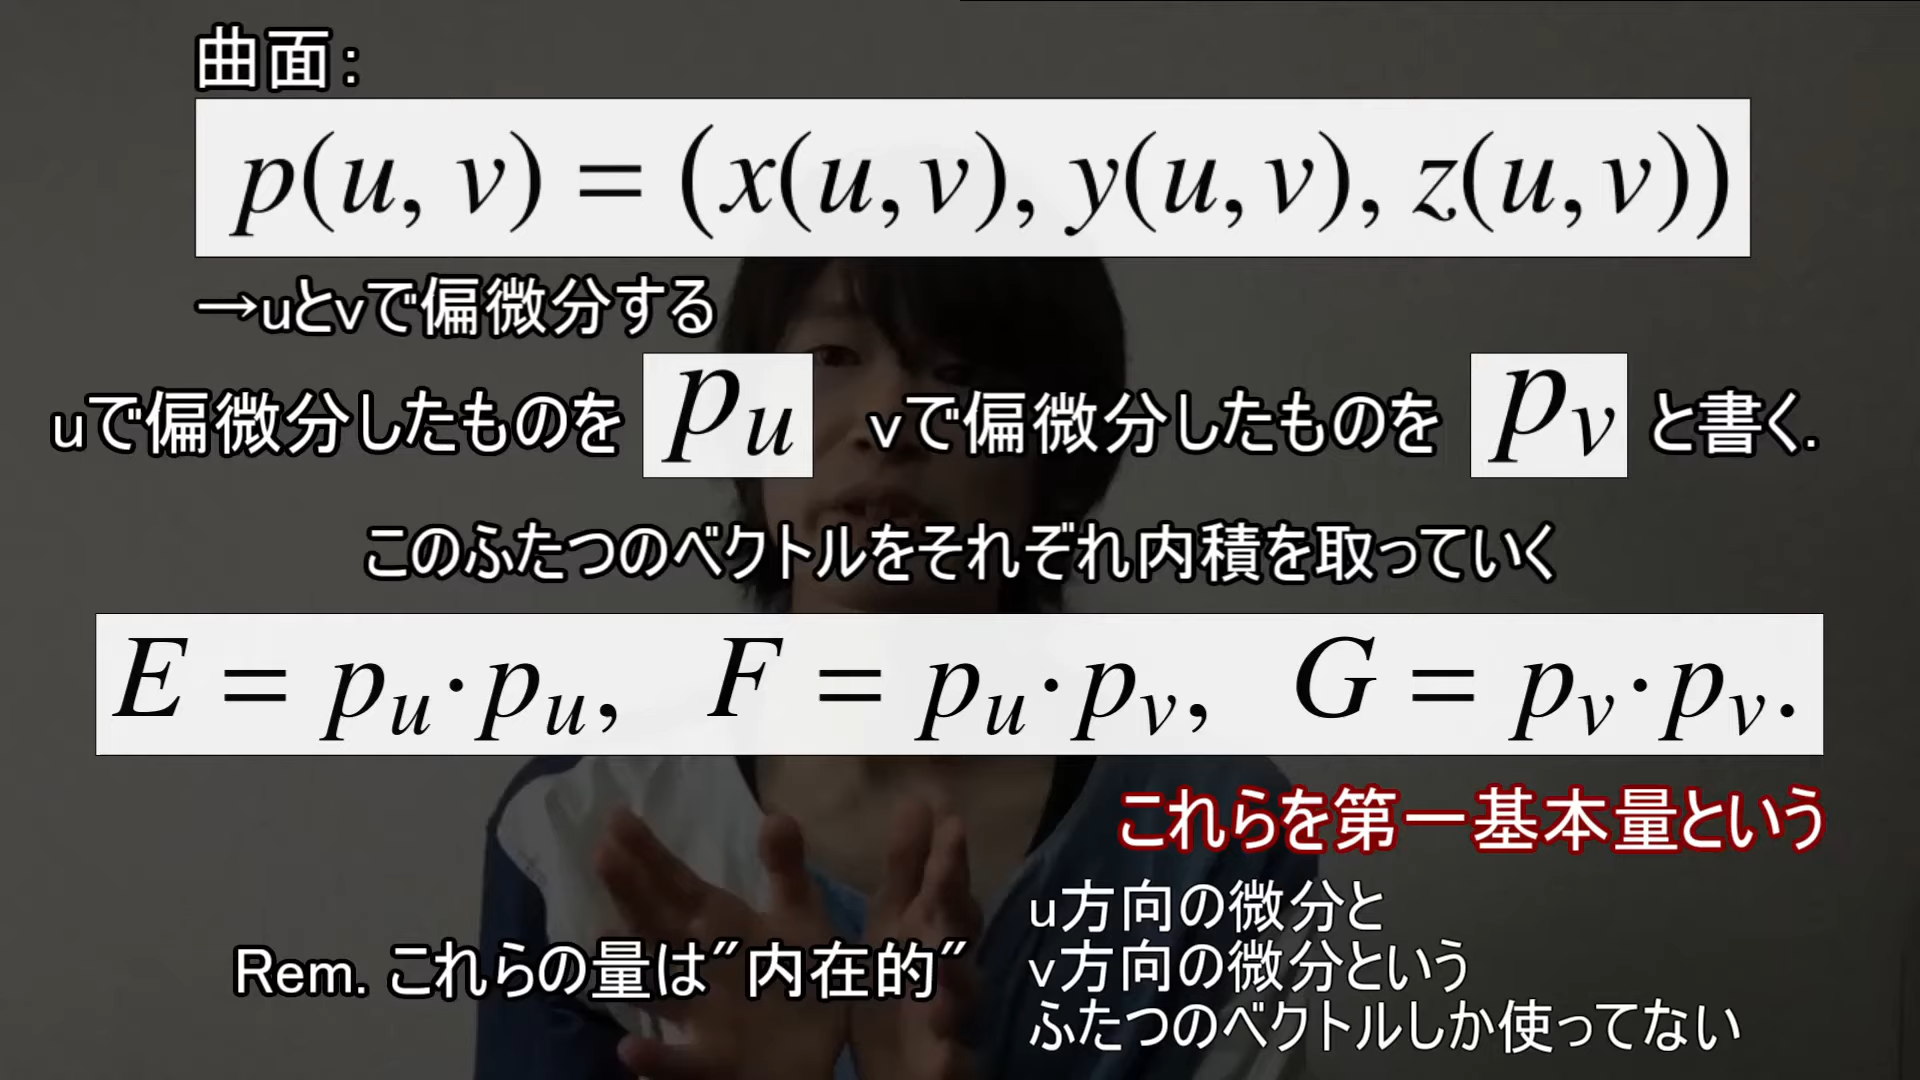 曲面：
p(u, v) = (x(u, v), y(u, v), z(u, v))
→uとvで偏微分する
uで偏微分したものを p_u vで偏微分したものを p_v と書く.
このふたつのベクトルをそれぞれ内積を取っていく
E = p_u·p_u, F = p_u·p_v, G = p_v·p_v.
これらを第一基本量という
Rem. これらの量は"内在的"
u方向の微分と
v方向の微分という
ふたつのベクトルしか使ってない